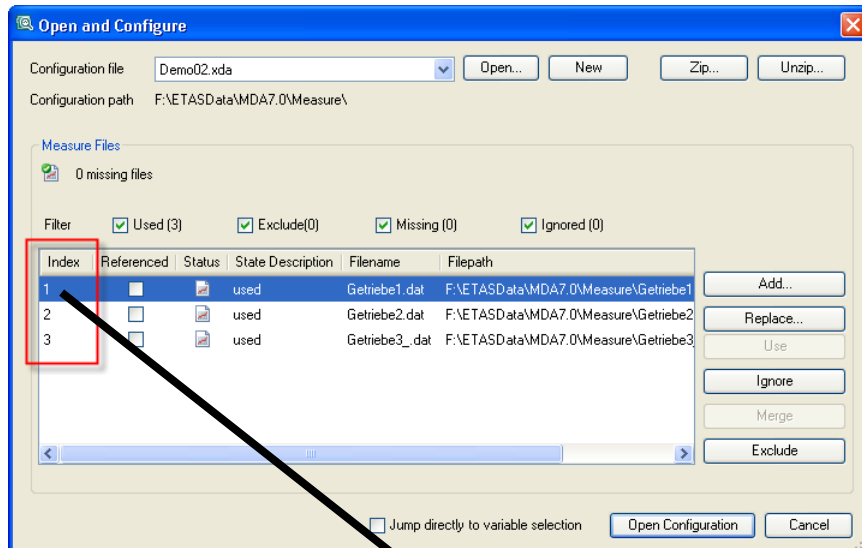 Open and Configure
Configuration file Demo02.xda Open... New Zip... Unzip...
Configuration path F:\ETASData\MDA7.0\Measure\
Measure Files
0 missing files
Filter Used (3) Exclude(0) Missing (0) Ignored (0)
Index Referenced Status State Description Filename Filepath
1 used Getriebe1.dat F:\ETASData\MDA7.0\Measure\Getriebe1
2 used Getriebe2.dat F:\ETASData\MDA7.0\Measure\Getriebe2
3 used Getriebe3_.dat F:\ETASData\MDA7.0\Measure\Getriebe3_
Add...
Replace...
Use
Ignore
Merge
Exclude
Jump directly to variable selection Open Configuration Cancel